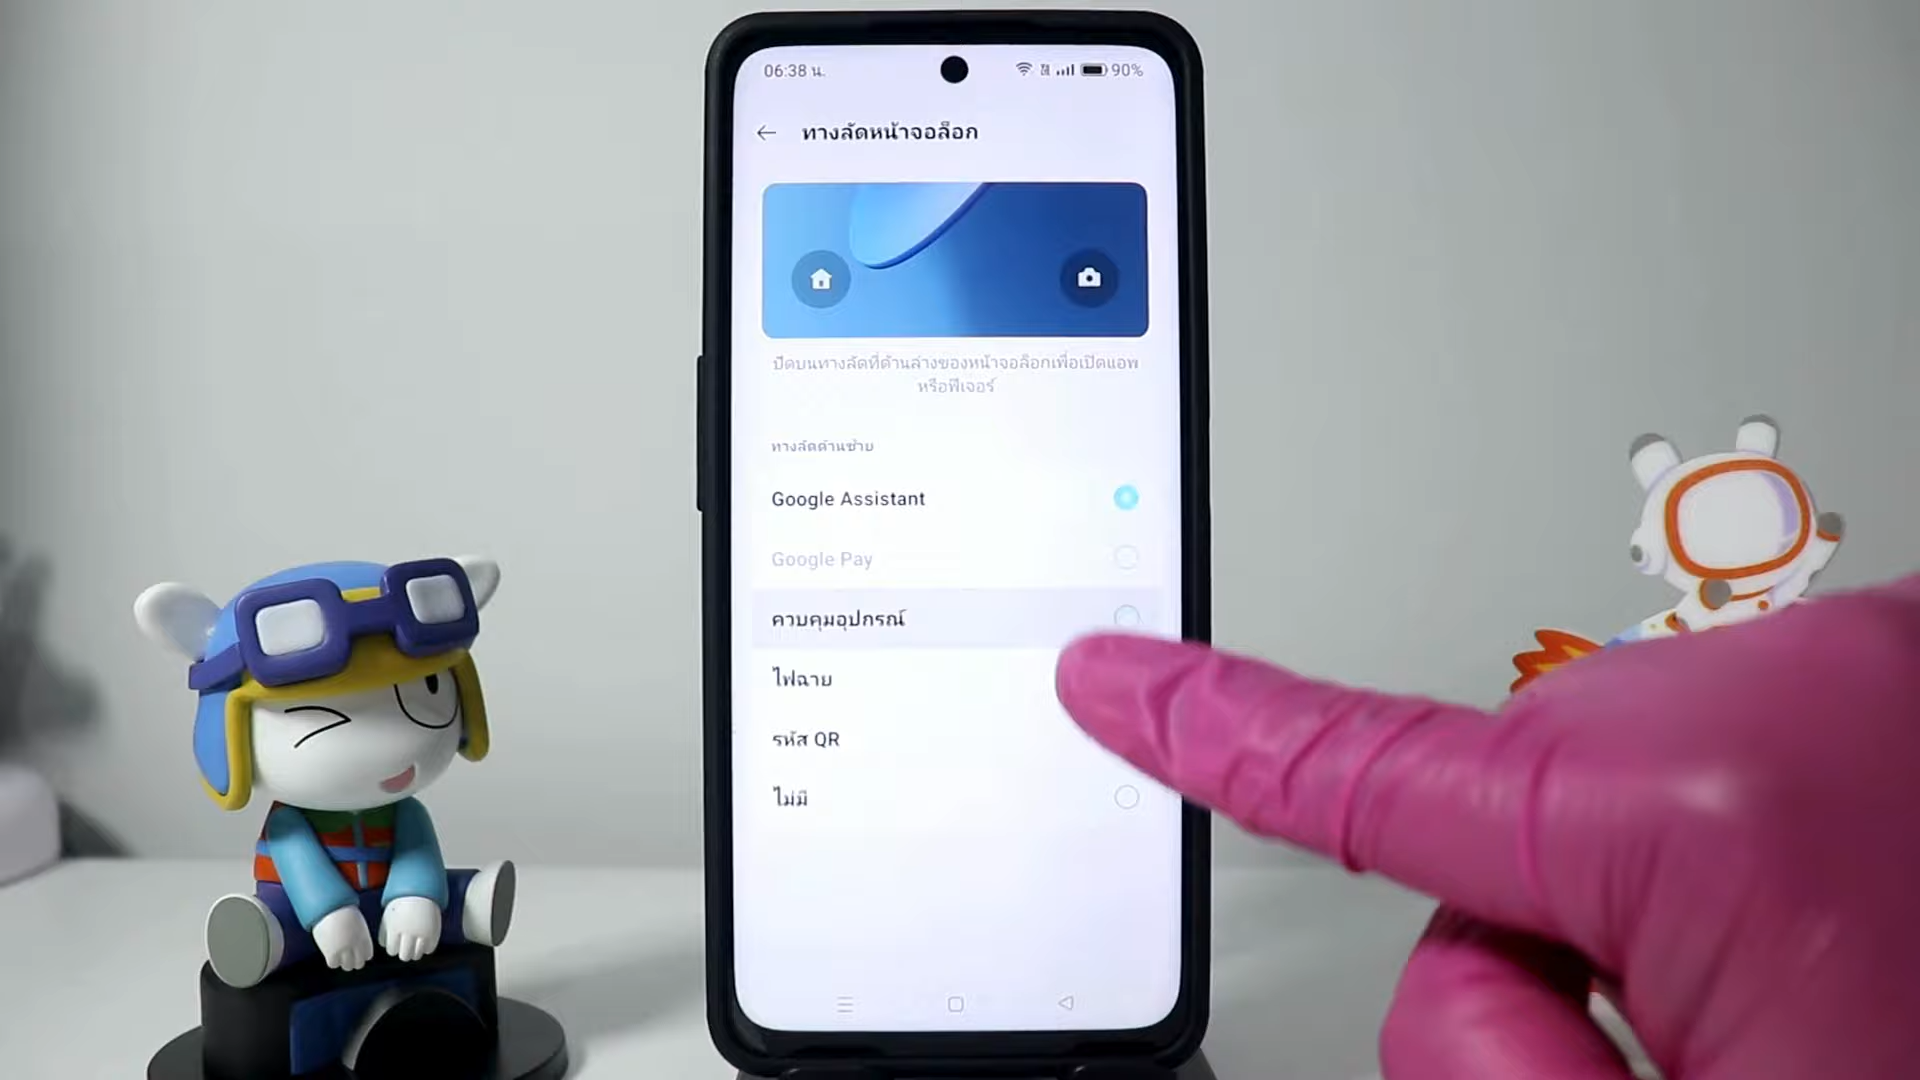 06:38 น.
90%
ทางลัดหน้าจอล็อก
ปัดบนทางลัดที่ด้านล่างของหน้าจอล็อกเพื่อเปิดแอพ
หรือฟีเจอร์
ทางลัดด้านซ้าย
Google Assistant
Google Pay
ควบคุมอุปกรณ์
ไฟฉาย
รหัส QR
ไม่มี